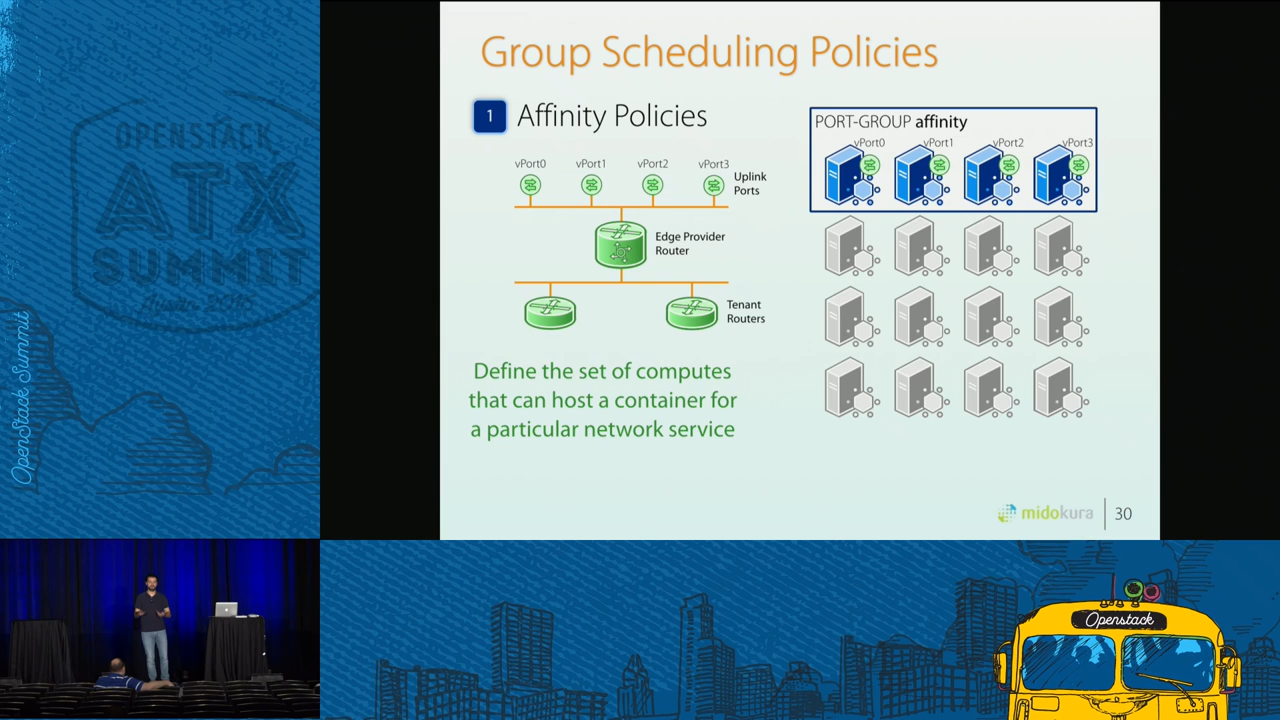 Group Scheduling Policies
1 Affinity Policies
vPort0 vPort1 vPort2 vPort3
Uplink
Ports
Edge Provider
Router
Tenant
Routers
Define the set of computes
that can host a container for
a particular network service
PORT-GROUP affinity
vPort0 vPort1 vPort2 vPort3
midokura 30
OPENSTACK
ATX
SUMMIT
Austin 2016
OpenStack Summit
Openstack